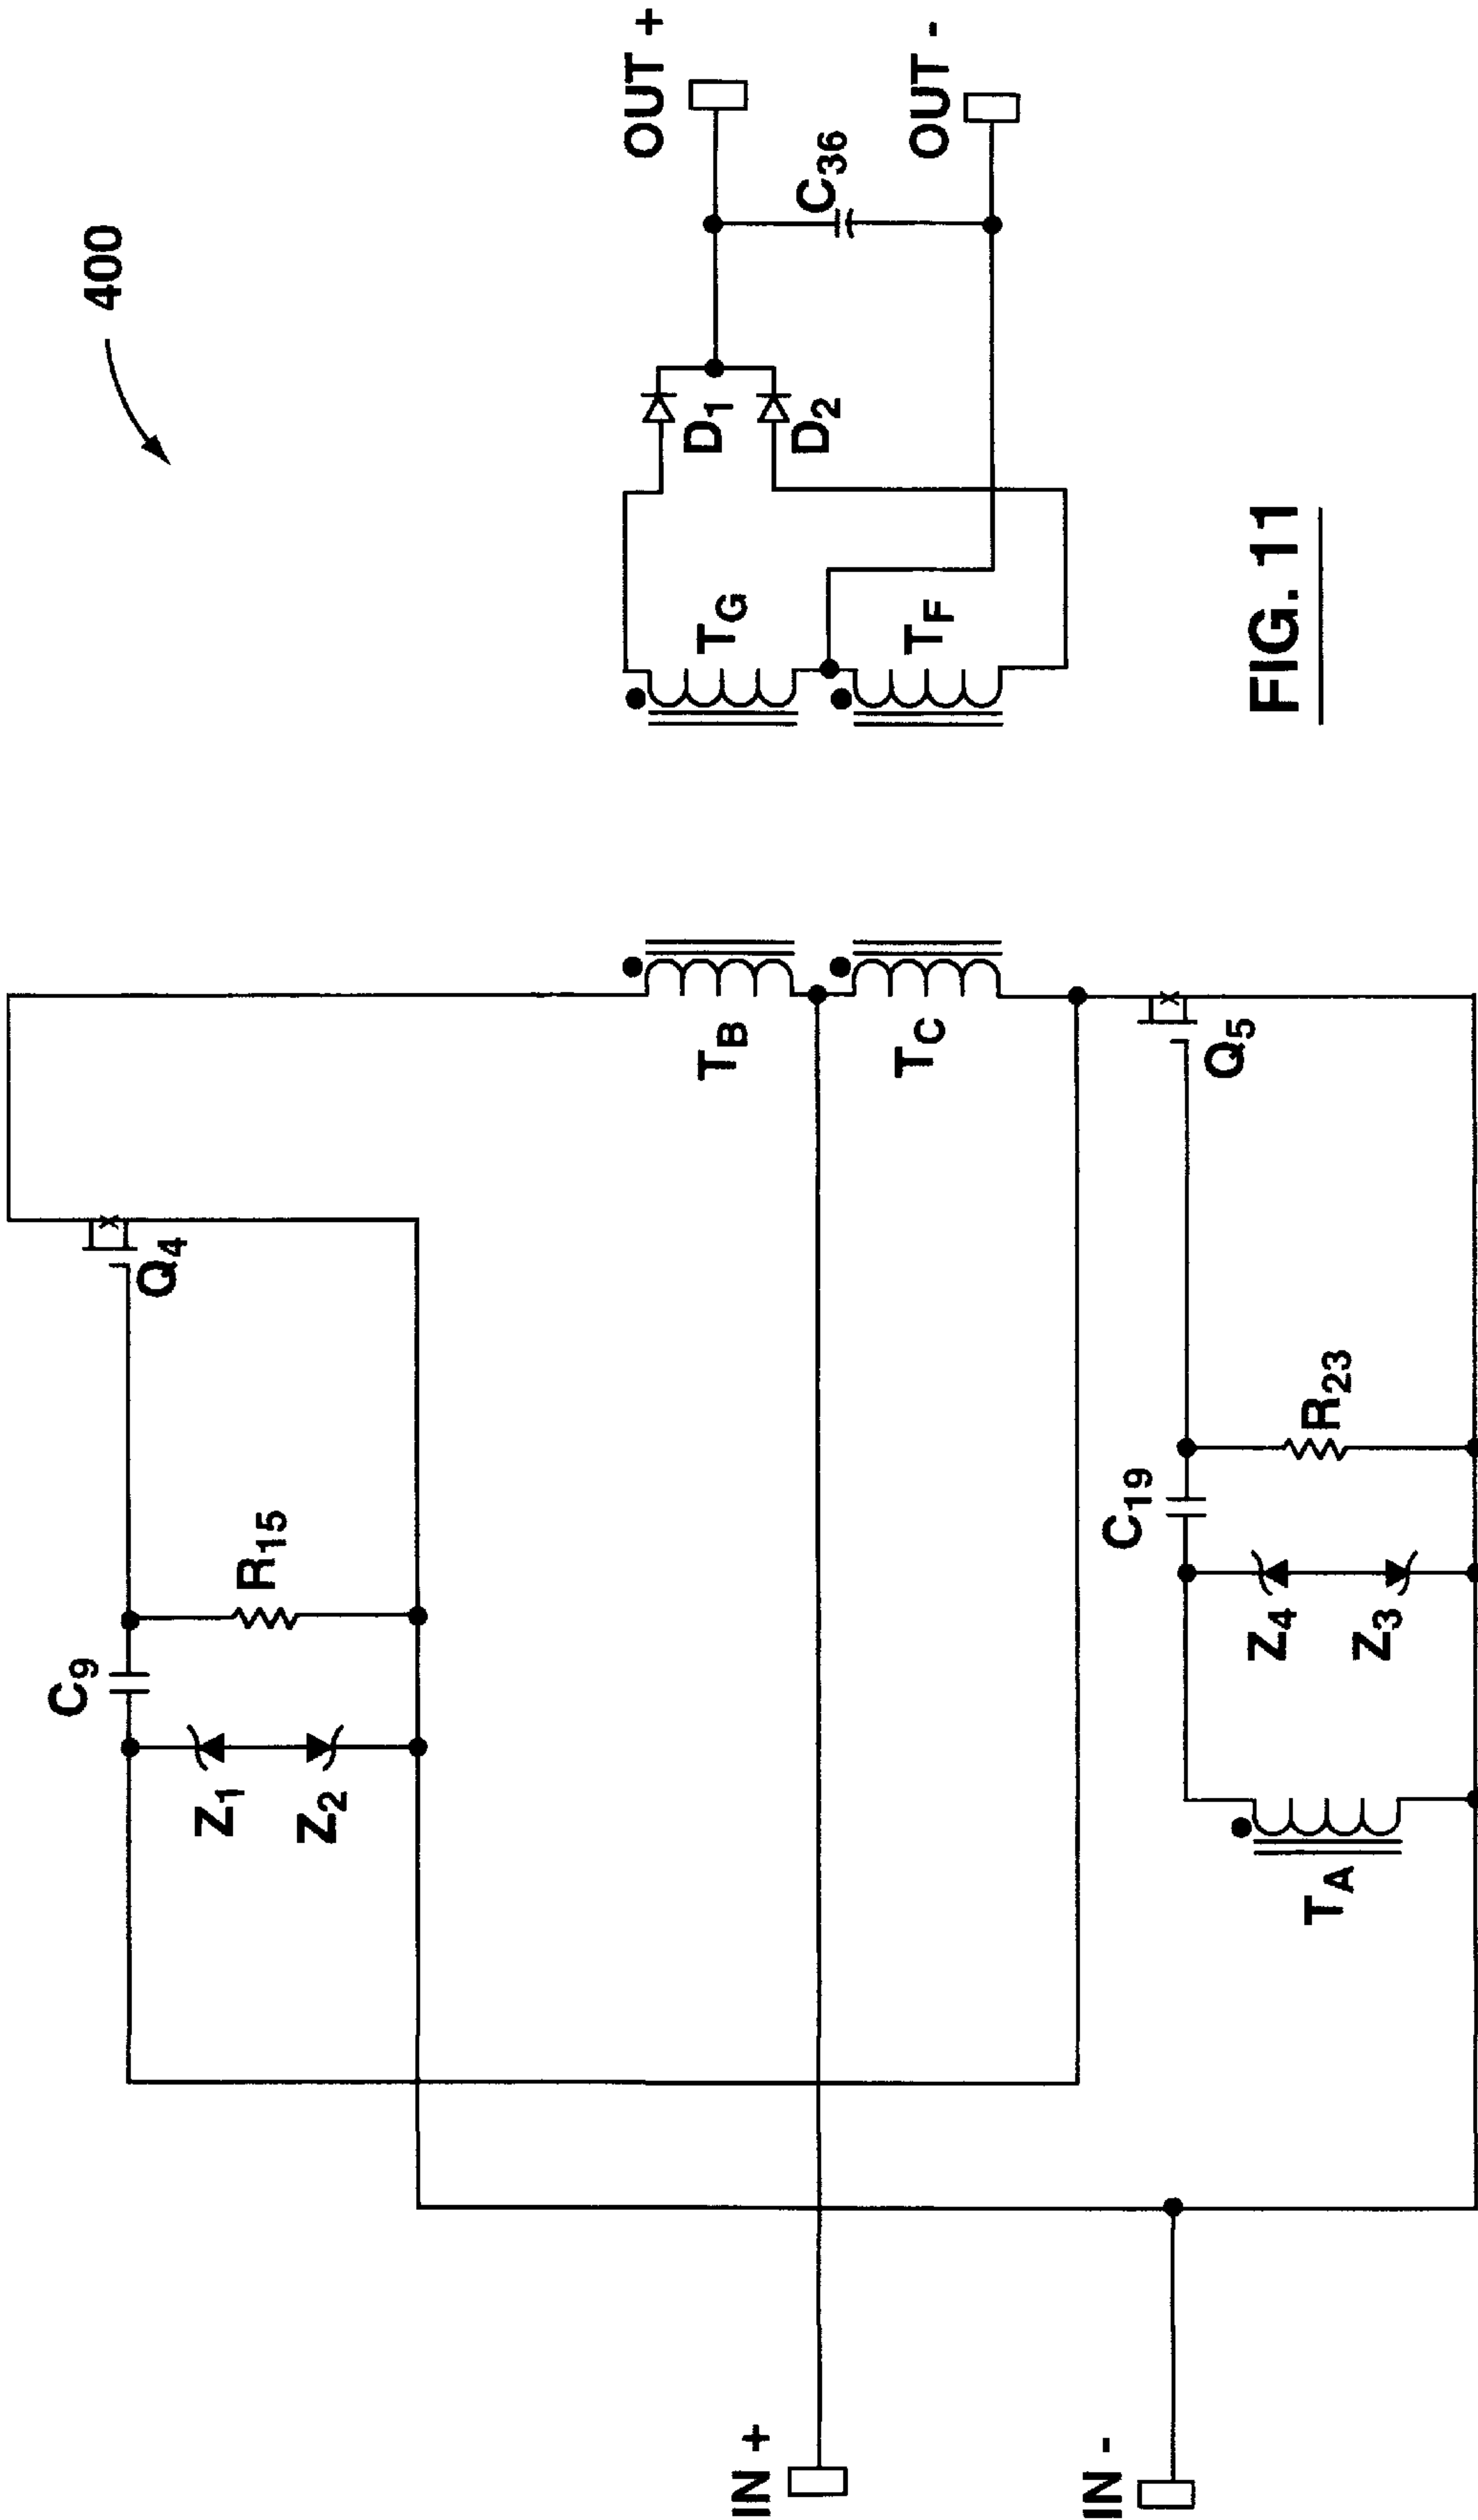 400
OUT +
OUT -
C36
D1
D2
TG
TF
TB
TC
Q4
Q5
R15
C9
Z1
Z2
R23
C19
Z4
Z3
TA
IN +
IN -
FIG. 11